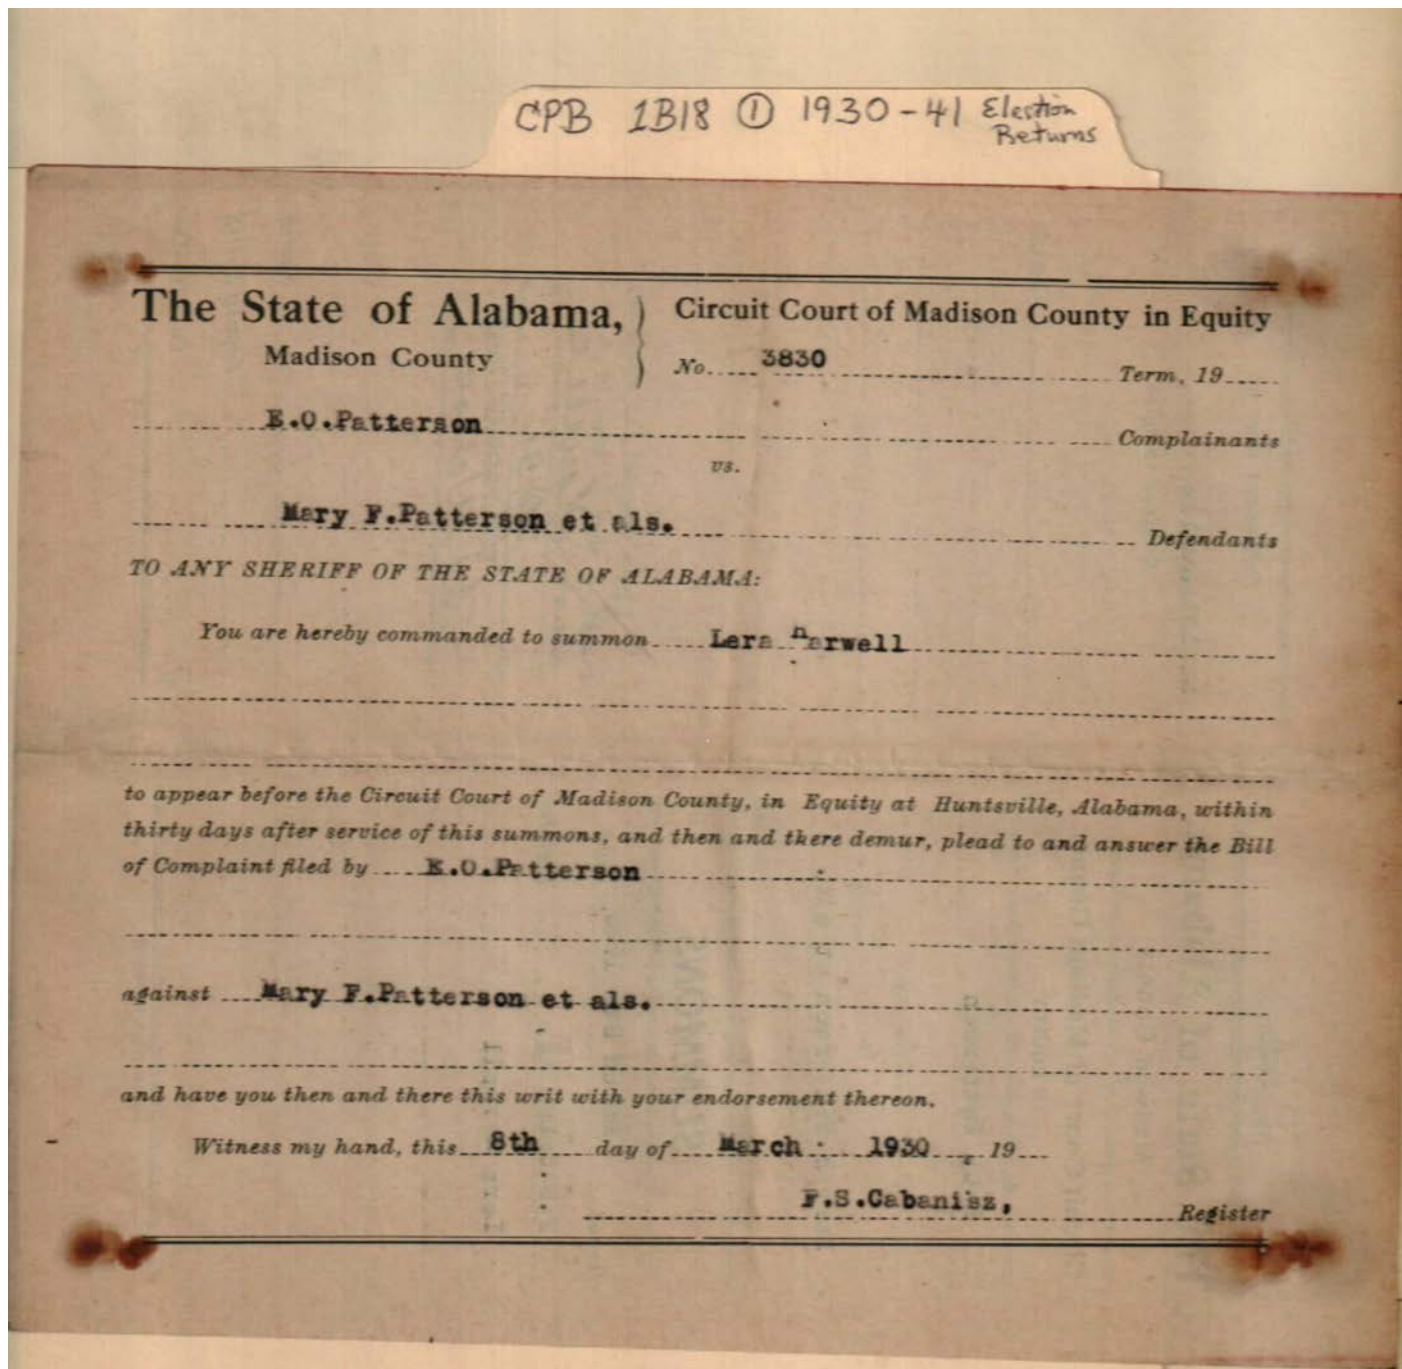 CPB 1B18 ① 1930-41 Election
Returns
The State of Alabama, } Circuit Court of Madison County in Equity
Madison County
No. 3830 Term, 19
E.O.Patterson Complainants
vs.
Mary F.Patterson et als. Defendants
TO ANY SHERIFF OF THE STATE OF ALABAMA:
You are hereby commanded to summon Lera
to appear before the Circuit Court of Madison County, in Equity at Huntsville, Alabama, within
thirty days after service of this summons, and then and there demur, plead to and answer the Bill
of Complaint filed by E.O.Patterson
against Mary F.Patterson et als.
and have you then and there this writ with your endorsement thereon.
Witness my hand, this 8th day of March 1930, 19
F.S.Cabanisz,
Register